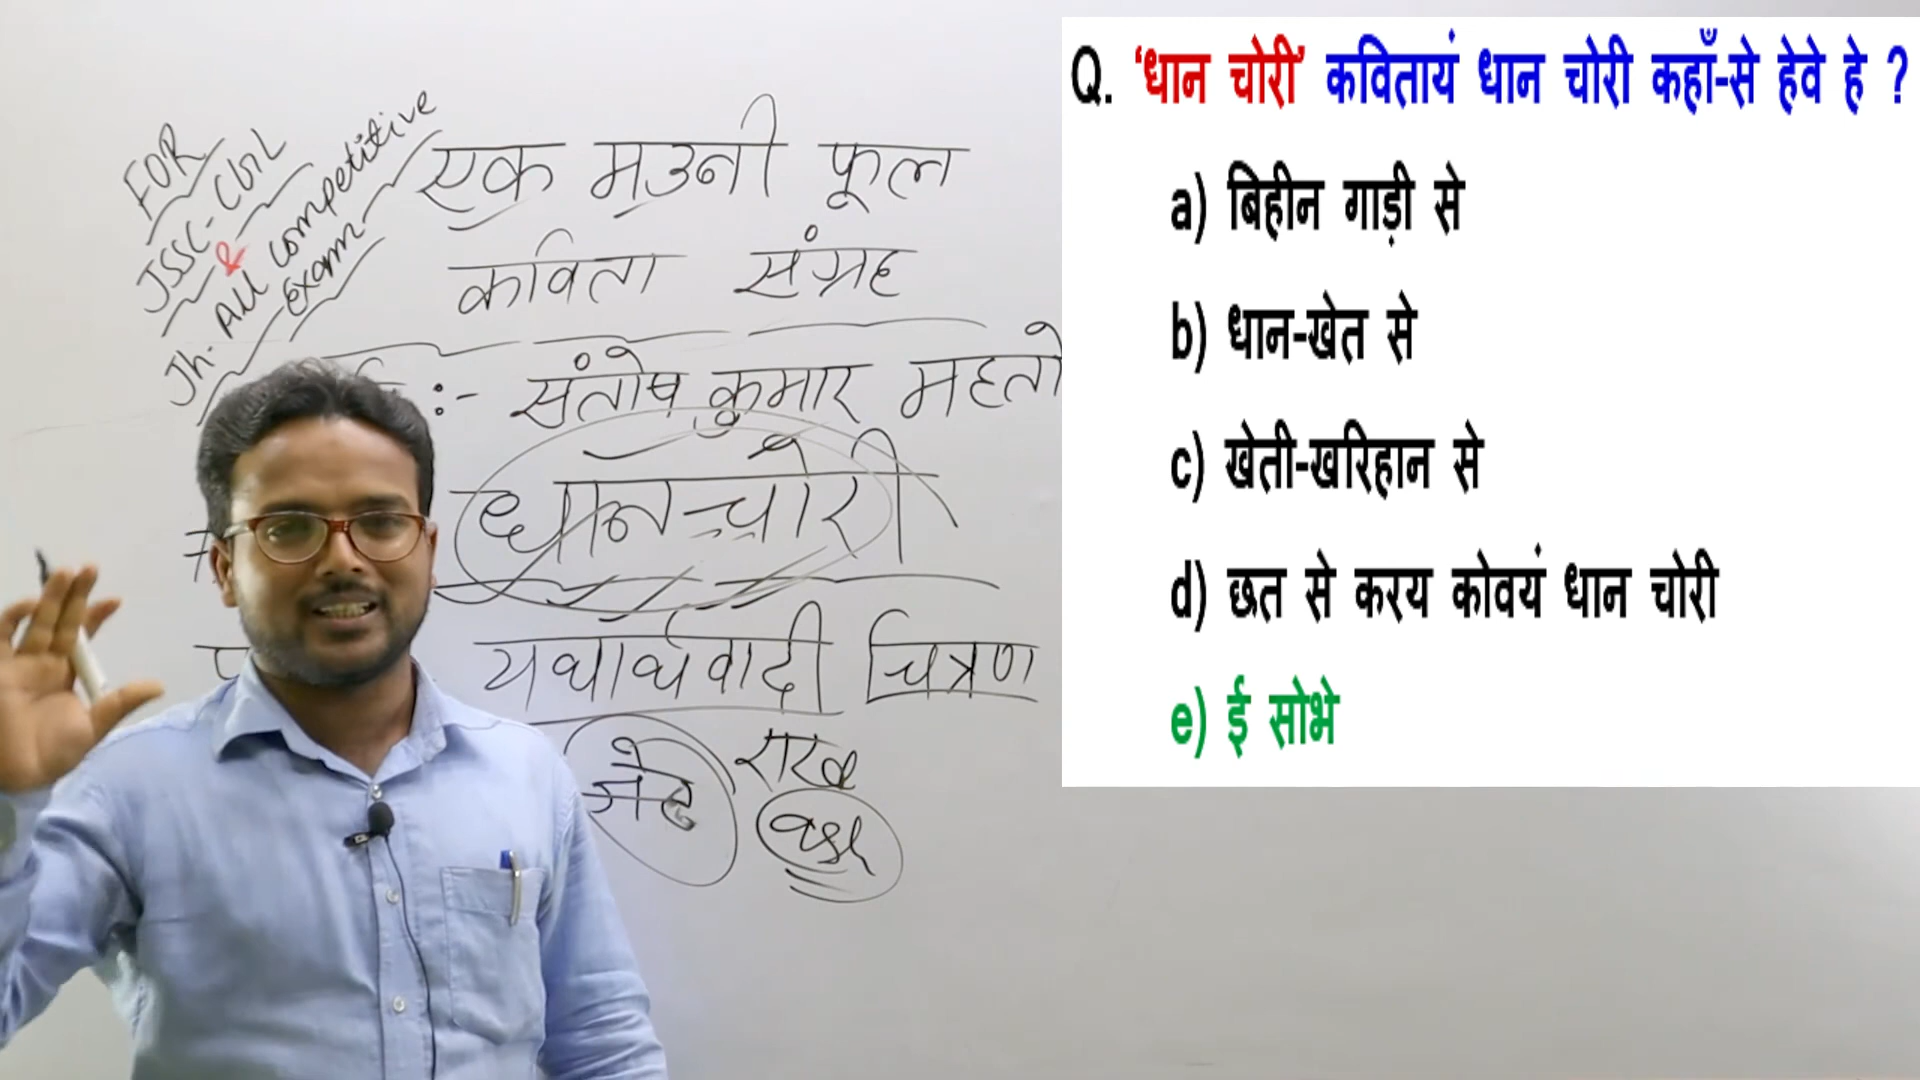 FOR
JSSC-CGL
&
Jh. All Competitive
Exam
एक मउनी फूल
कविता संग्रह
:- संतोष कुमार महतो
धान चोरी
यथार्थवादी चित्रण
जेठ
Q. 'धान चोरी' कवितायं धान चोरी कहाँ-से हेवे हे ?
a) बिहीन गाड़ी से
b) धान-खेत से
c) खेती-खरिहान से
d) छत से करय कोवयं धान चोरी
e) ई सोभे